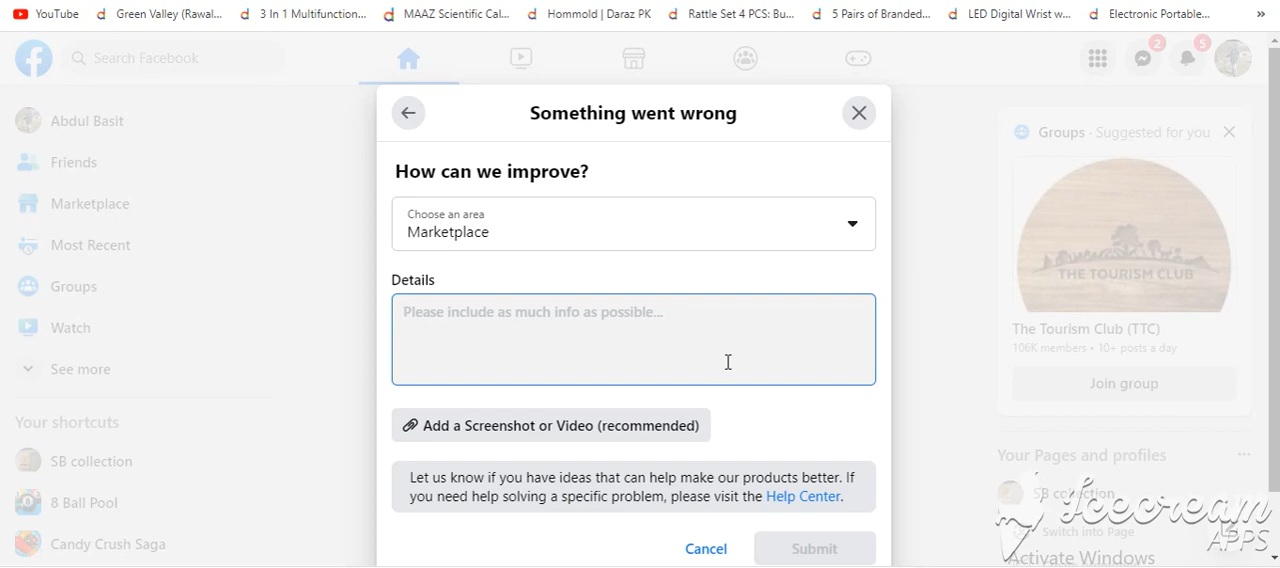 YouTube
Green Valley (Rawal...
3 In 1 Multifunction...
MAAZ Scientific Cal...
Hommold | Daraz PK
Rattle Set 4 PCS: Bu...
5 Pairs of Branded...
LED Digital Wrist w...
Electronic Portable...
»
Search Facebook
2
5
Abdul Basit
Friends
Marketplace
Most Recent
Groups
Watch
See more
Your shortcuts
SB collection
8 Ball Pool
Candy Crush Saga
Something went wrong
How can we improve?
Choose an area
Marketplace
Details
Please include as much info as possible...
Add a Screenshot or Video (recommended)
Let us know if you have ideas that can help make our products better. If
you need help solving a specific problem, please visit the Help Center.
Cancel
Submit
Groups · Suggested for you
THE TOURISM CLUB
The Tourism Club (TTC)
106K members • 10+ posts a day
Join group
Your Pages and profiles
SB collection
Switch into Page
Icecream
APPS
Activate Windows